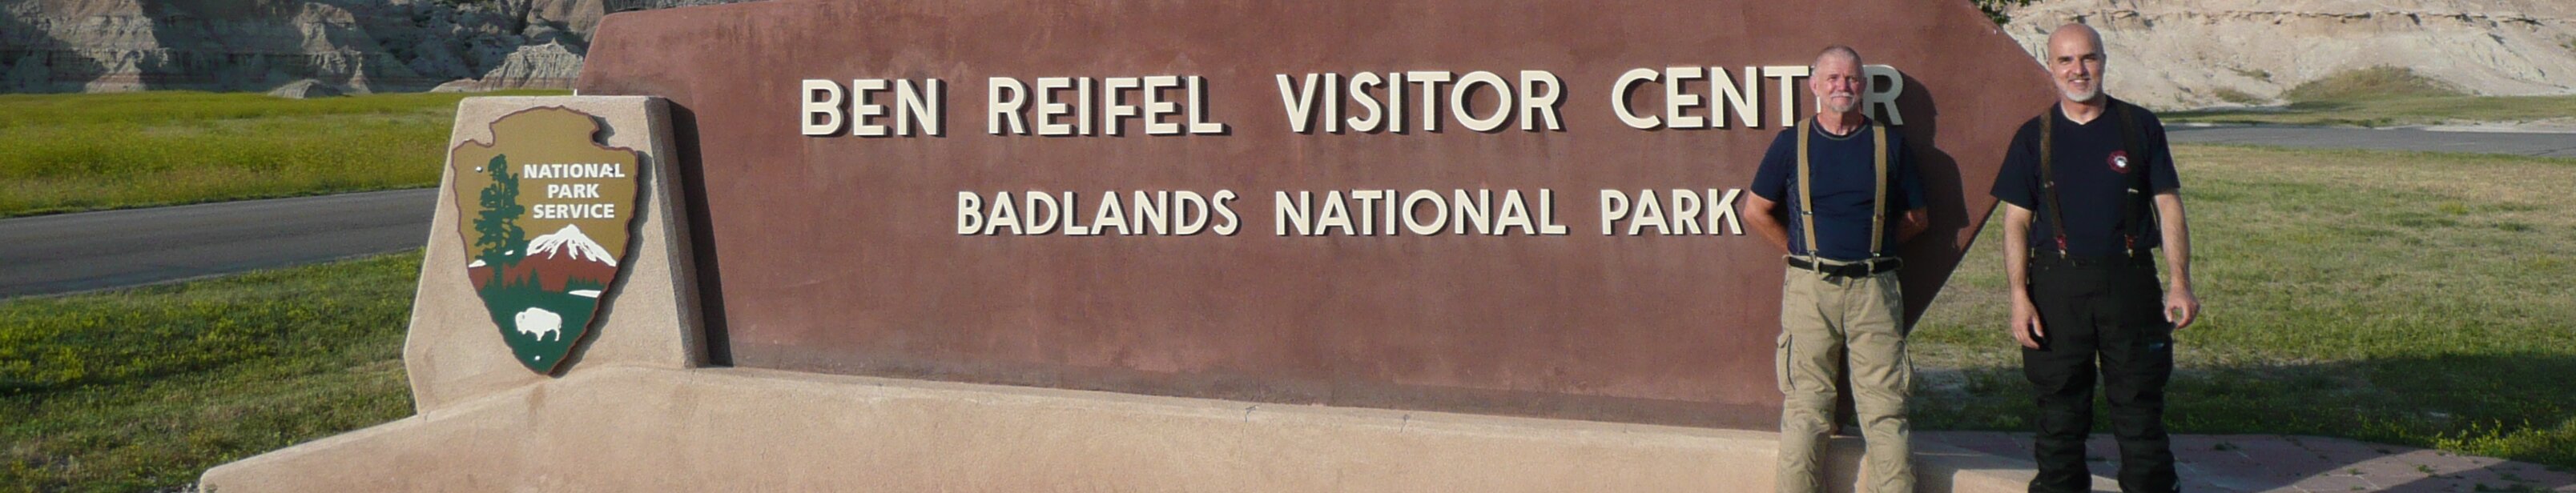 BEN REIFEL VISITOR CENTER
BADLANDS NATIONAL PARK
NATIONAL
PARK
SERVICE